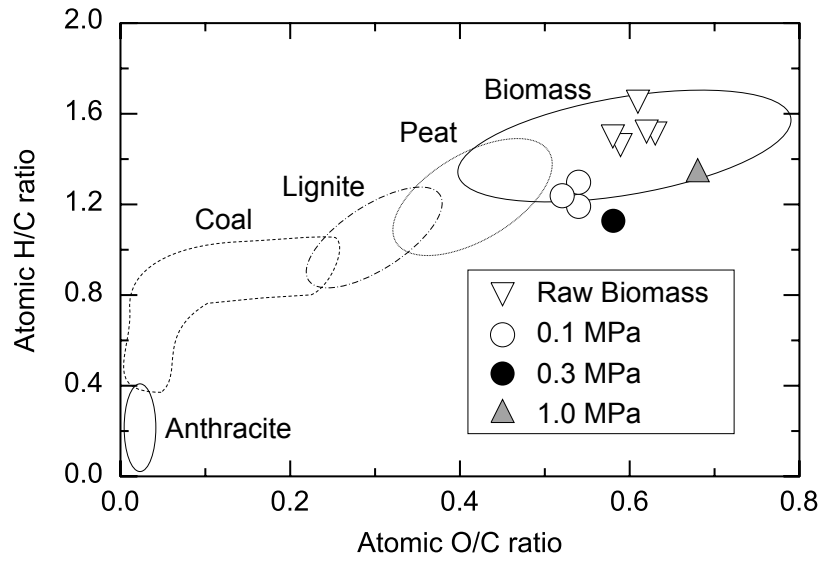 2.0
1.6
1.2
0.8
0.4
0.0
Atomic H/C ratio
Biomass
Peat
Lignite
Coal
Anthracite
Raw Biomass
0.1 MPa
0.3 MPa
1.0 MPa
0.0 0.2 0.4 0.6 0.8
Atomic O/C ratio